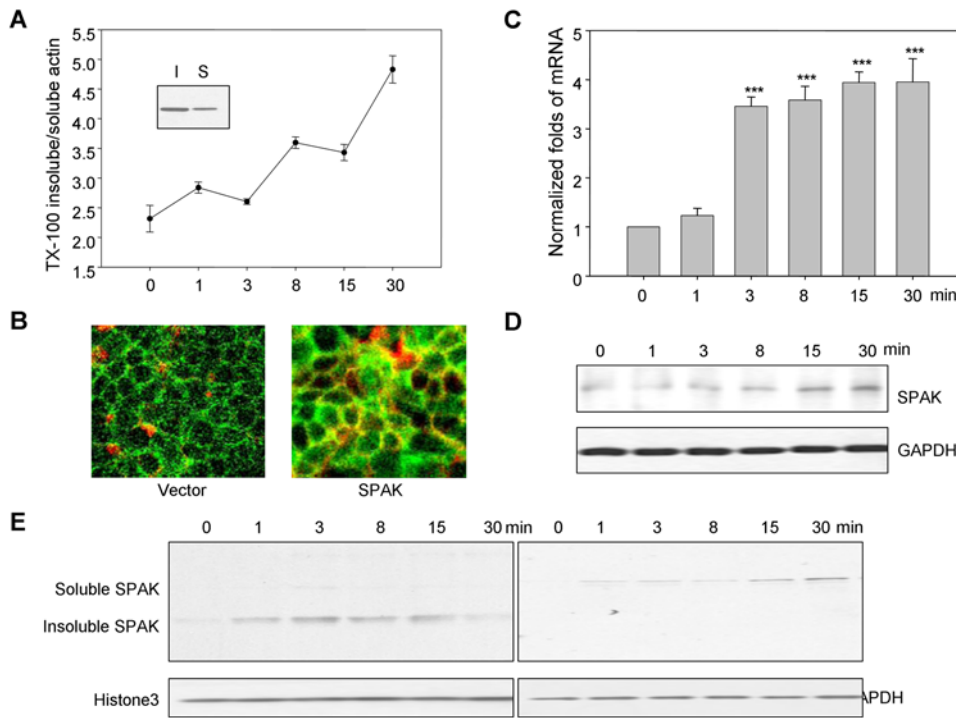 A
TX-100 insolube/solube actin
5.5
5.0
4.5
4.0
3.5
3.0
2.5
2.0
1.5
I S
0 1 3 8 15 30
C
Normalized folds of mRNA
5
4
3
2
1
0
*** *** *** ***
0 1 3 8 15 30 min
B
Vector SPAK
D
0 1 3 8 15 30 min
SPAK
GAPDH
E
0 1 3 8 15 30 min 0 1 3 8 15 30 min
Soluble SPAK
Insoluble SPAK
Histone3 APDH